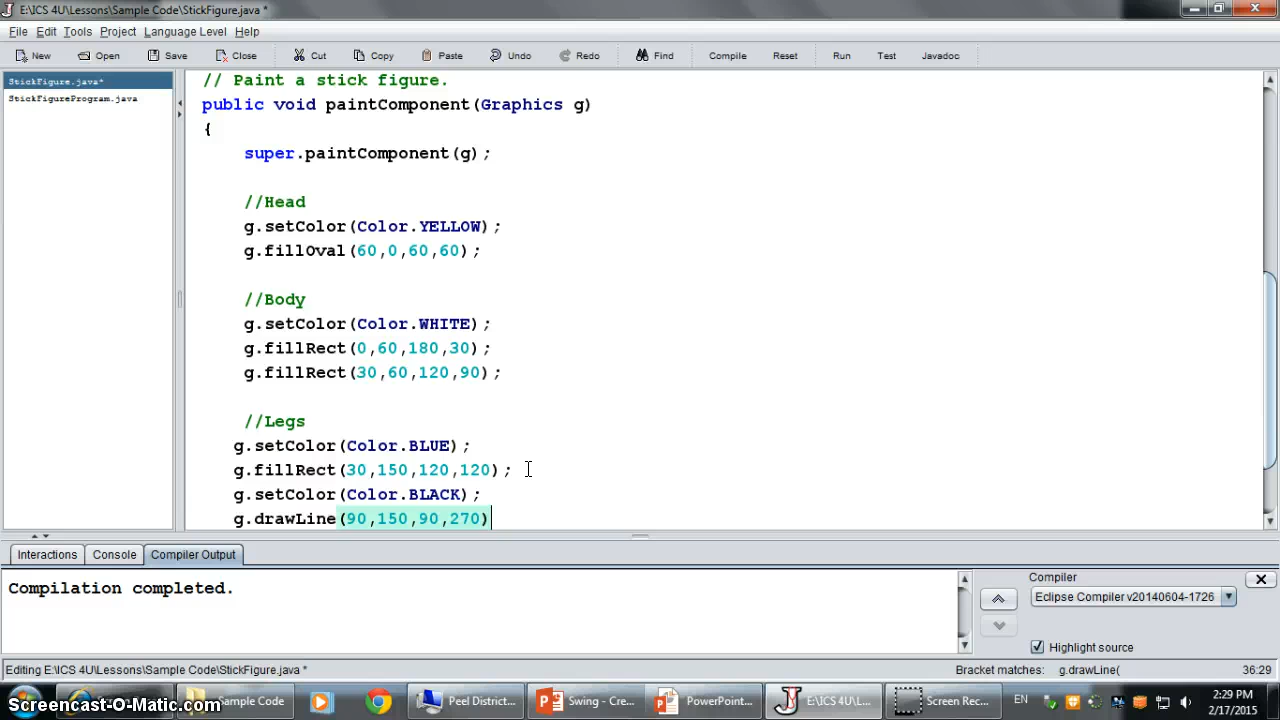 E:\ICS 4U\Lessons\Sample Code\StickFigure.java *
File Edit Tools Project Language Level Help
New Open Save Close Cut Copy Paste Undo Redo Find Compile Reset Run Test Javadoc
StickFigure.java*
StickFigureProgram.java
// Paint a stick figure.
public void paintComponent(Graphics g)
{
super.paintComponent(g);
//Head
g.setColor(Color.YELLOW);
g.fillOval(60,0,60,60);
//Body
g.setColor(Color.WHITE);
g.fillRect(0,60,180,30);
g.fillRect(30,60,120,90);
//Legs
g.setColor(Color.BLUE);
g.fillRect(30,150,120,120);
g.setColor(Color.BLACK);
g.drawLine(90,150,90,270)
Interactions Console Compiler Output
Compilation completed.
Compiler
Eclipse Compiler v20140604-1726
Highlight source
Editing E:\ICS 4U\Lessons\Sample Code\StickFigure.java *
Bracket matches: g.drawLine(
36:29
Sample Code Peel District... Swing - Cre... PowerPoint... E:\ICS 4U\L... Screen Rec... EN
2:29 PM
2/17/2015
Screencast-O-Matic.com